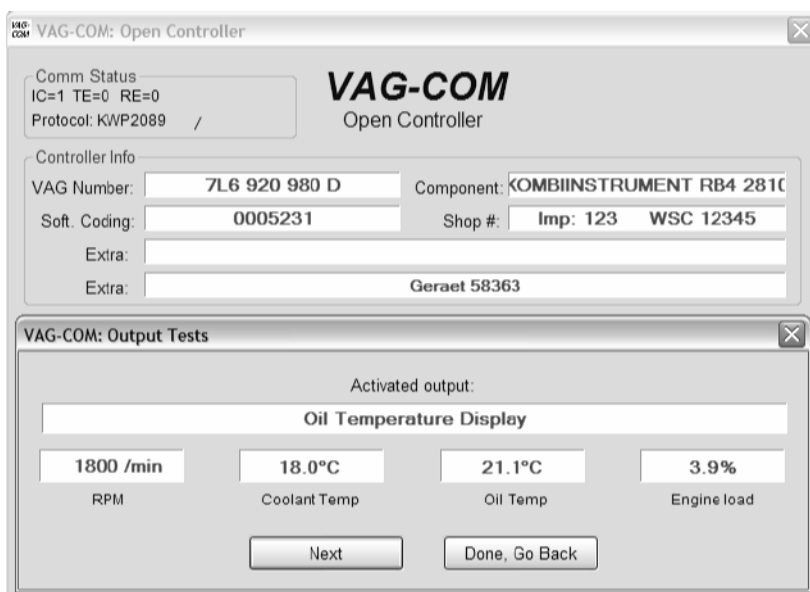 VAG-COM VAG-COM: Open Controller
Comm Status
IC=1 TE=0 RE=0
Protocol: KWP2089 /
VAG-COM
Open Controller
Controller Info
VAG Number: 7L6 920 980 D Component: KOMBIINSTRUMENT RB4 2810
Soft. Coding: 0005231 Shop #: Imp: 123 WSC 12345
Extra:
Extra: Geraet 58363
VAG-COM: Output Tests
Activated output:
Oil Temperature Display
1800 /min 18.0°C 21.1°C 3.9%
RPM Coolant Temp Oil Temp Engine load
Next Done, Go Back